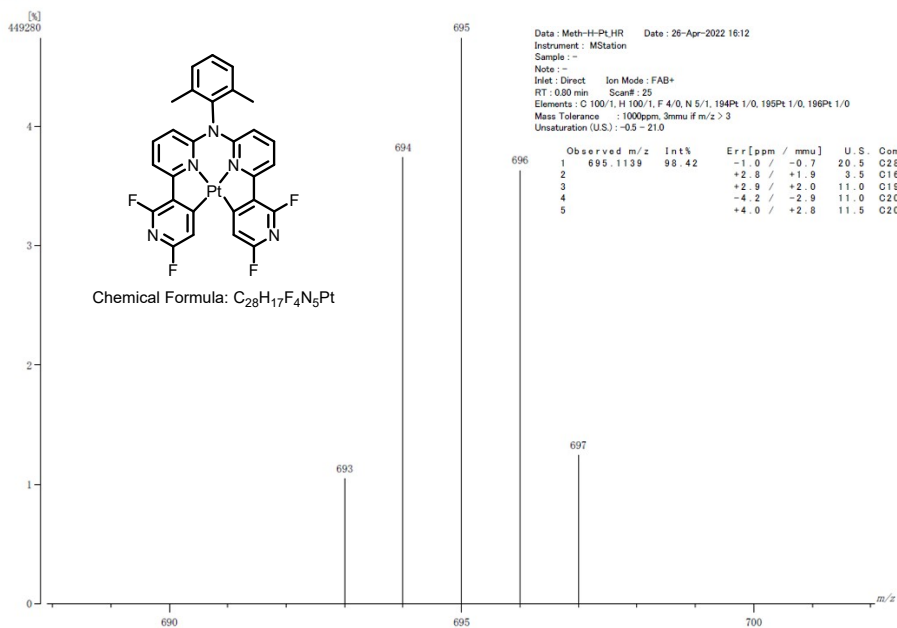 [%]
449280
695
Data : Meth-H-Pt_HR Date : 26-Apr-2022 16:12
Instrument : MStation
Sample : -
Note : -
Inlet : Direct Ion Mode : FAB+
RT : 0.80 min Scan# : 25
Elements : C 100/1, H 100/1, F 4/0, N 5/1, 194Pt 1/0, 195Pt 1/0, 196Pt 1/0
Mass Tolerance : 1000ppm, 3mmu if m/z > 3
Unsaturation (U.S.) : -0.5 - 21.0
Observed m/z Int% Err[ppm / mmu] U.S. Com
1 695.1139 98.42 -1.0 / -0.7 20.5 C28
2 +2.8 / +1.9 3.5 C16
3 +2.9 / +2.0 11.0 C19
4 -4.2 / -2.9 11.0 C20
5 +4.0 / +2.8 11.5 C20
N
N N
Pt
F F
N N
F F
Chemical Formula: C28H17F4N5Pt
4
694
696
3
2
697
693
1
0
690 695 700
m/z